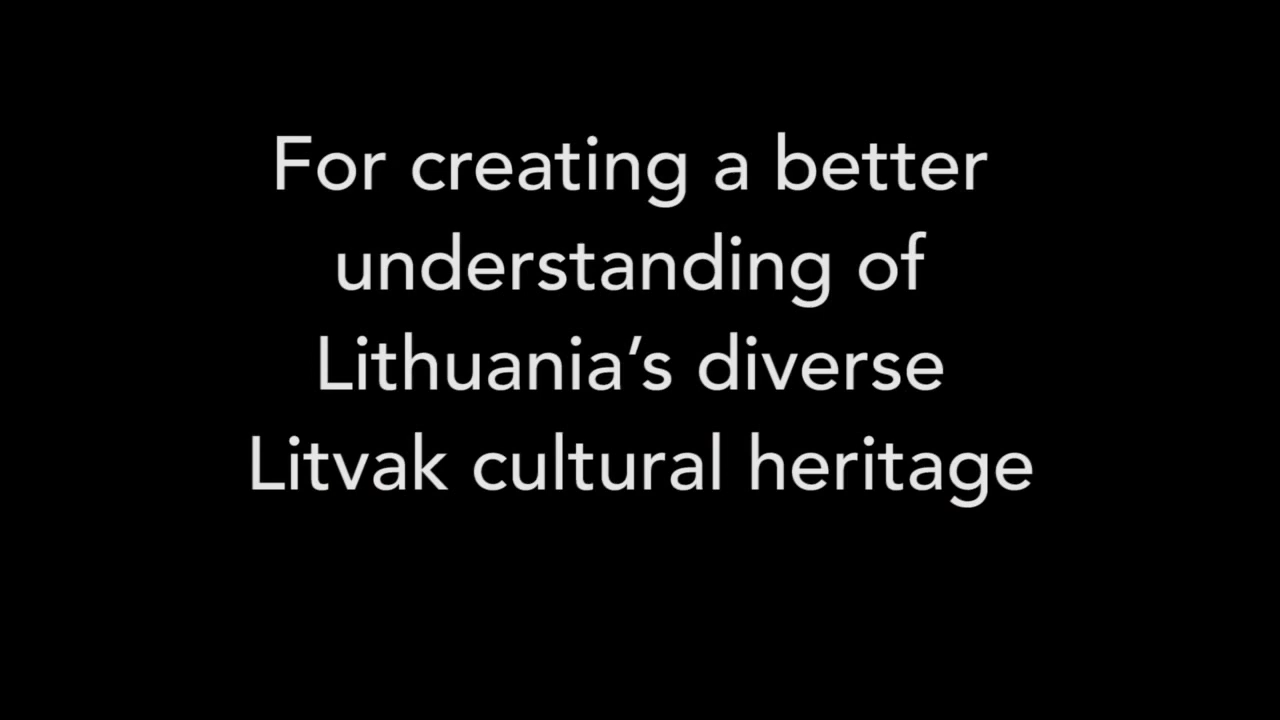 For creating a better
understanding of
Lithuania’s diverse
Litvak cultural heritage